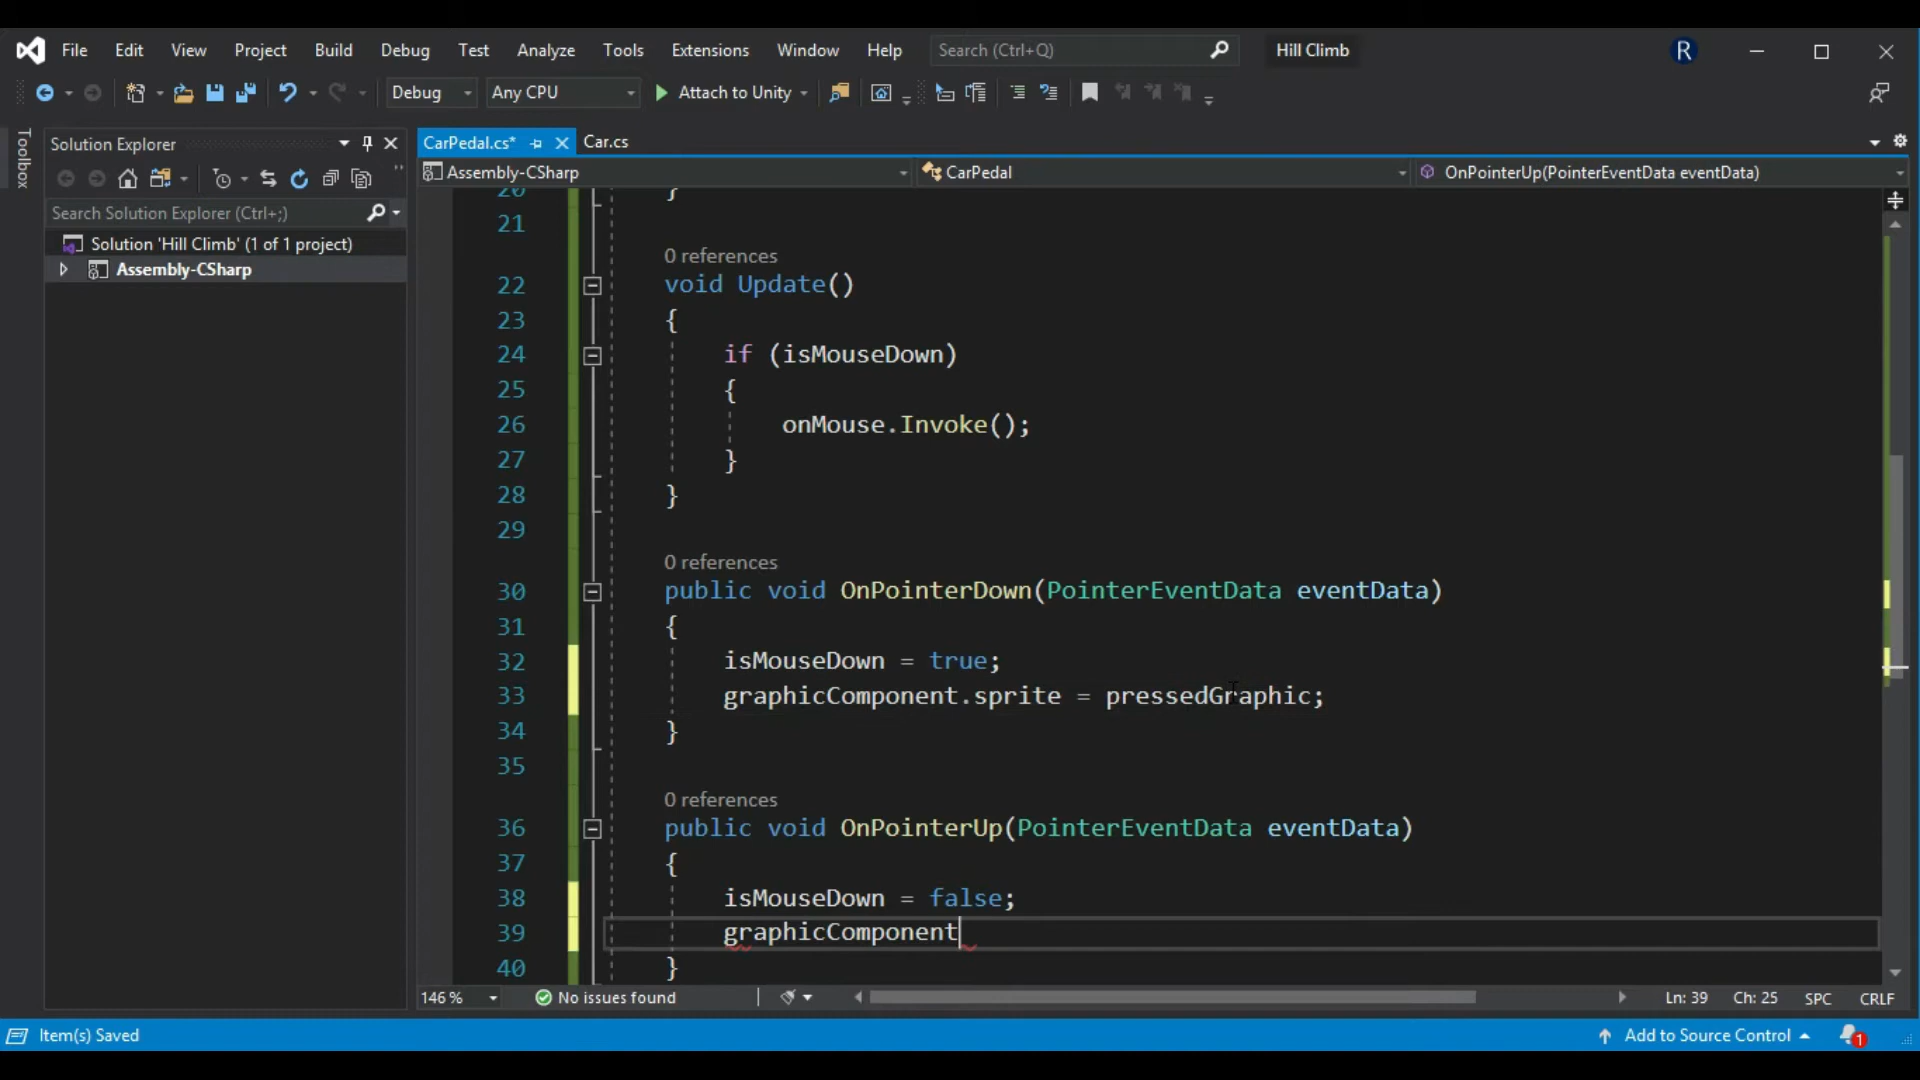 File Edit View Project Build Debug Test Analyze Tools Extensions Window Help Search (Ctrl+Q) Hill Climb R
Debug Any CPU Attach to Unity
Toolbox
Solution Explorer
Search Solution Explorer (Ctrl+;)
Solution 'Hill Climb' (1 of 1 project)
Assembly-CSharp
CarPedal.cs* Car.cs
Assembly-CSharp CarPedal OnPointerUp(PointerEventData eventData)
20 }
21
0 references
22 void Update()
23 {
24 if (isMouseDown)
25 {
26 onMouse.Invoke();
27 }
28 }
29
0 references
30 public void OnPointerDown(PointerEventData eventData)
31 {
32 isMouseDown = true;
33 graphicComponent.sprite = pressedGraphic;
34 }
35
0 references
36 public void OnPointerUp(PointerEventData eventData)
37 {
38 isMouseDown = false;
39 graphicComponent
40 }
146 % No issues found Ln: 39 Ch: 25 SPC CRLF
Item(s) Saved Add to Source Control 1